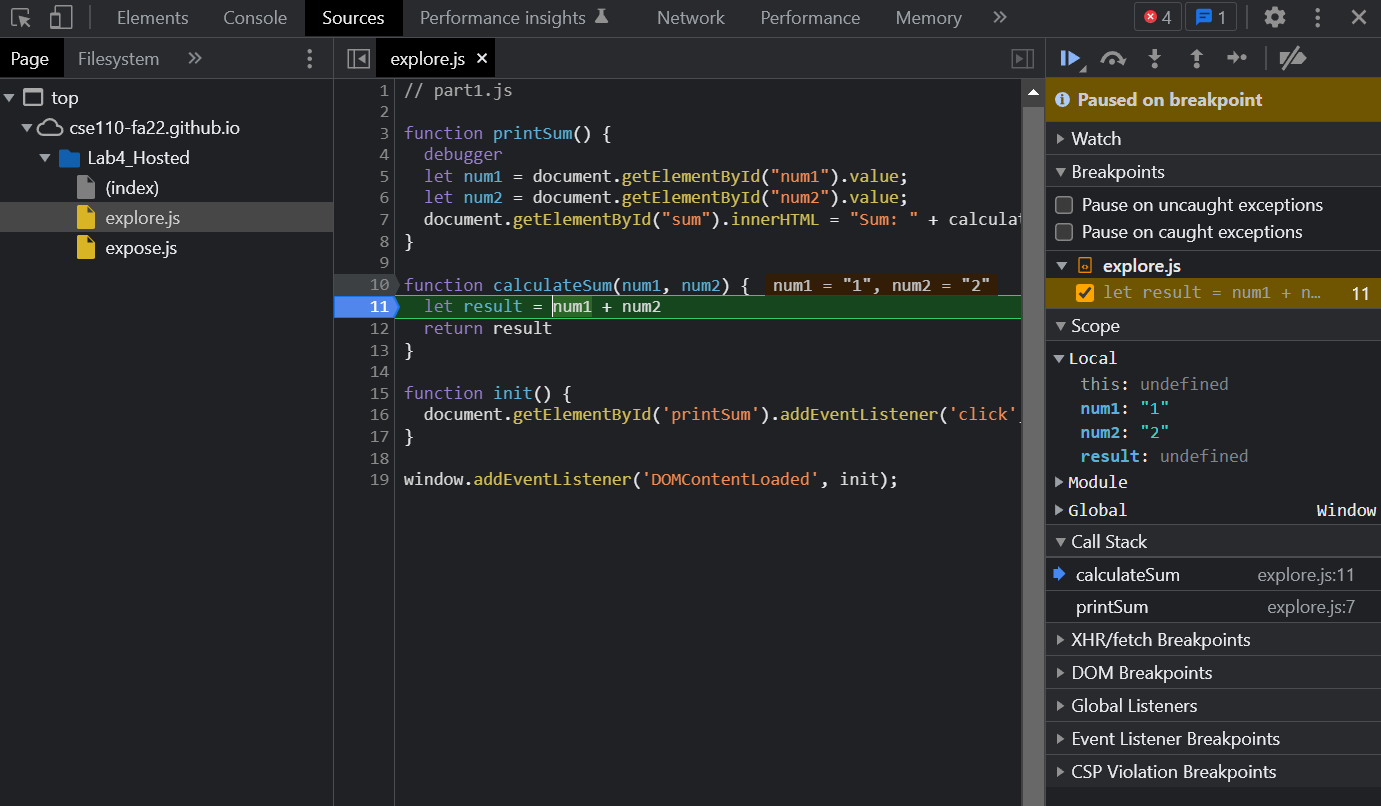 Elements Console Sources Performance insights Network Performance Memory 4 1
Page Filesystem
top
cse110-fa22.github.io
Lab4_Hosted
(index)
explore.js
expose.js
explore.js
1 // part1.js
2
3 function printSum() {
4 debugger
5 let num1 = document.getElementById("num1").value;
6 let num2 = document.getElementById("num2").value;
7 document.getElementById("sum").innerHTML = "Sum: " + calculat
8 }
9
10 function calculateSum(num1, num2) { num1 = "1", num2 = "2"
11 let result = num1 + num2
12 return result
13 }
14
15 function init() {
16 document.getElementById('printSum').addEventListener('click',
17 }
18
19 window.addEventListener('DOMContentLoaded', init);
Paused on breakpoint
Watch
Breakpoints
Pause on uncaught exceptions
Pause on caught exceptions
explore.js
let result = num1 + n… 11
Scope
Local
this: undefined
num1: "1"
num2: "2"
result: undefined
Module
Global Window
Call Stack
calculateSum explore.js:11
printSum explore.js:7
XHR/fetch Breakpoints
DOM Breakpoints
Global Listeners
Event Listener Breakpoints
CSP Violation Breakpoints